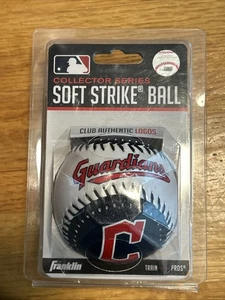 COLLECTOR SERIES
SOFT STRIKE® BALL
CLUB AUTHENTIC LOGOS
Guardians
C
Franklin
TRAIN
PROS®